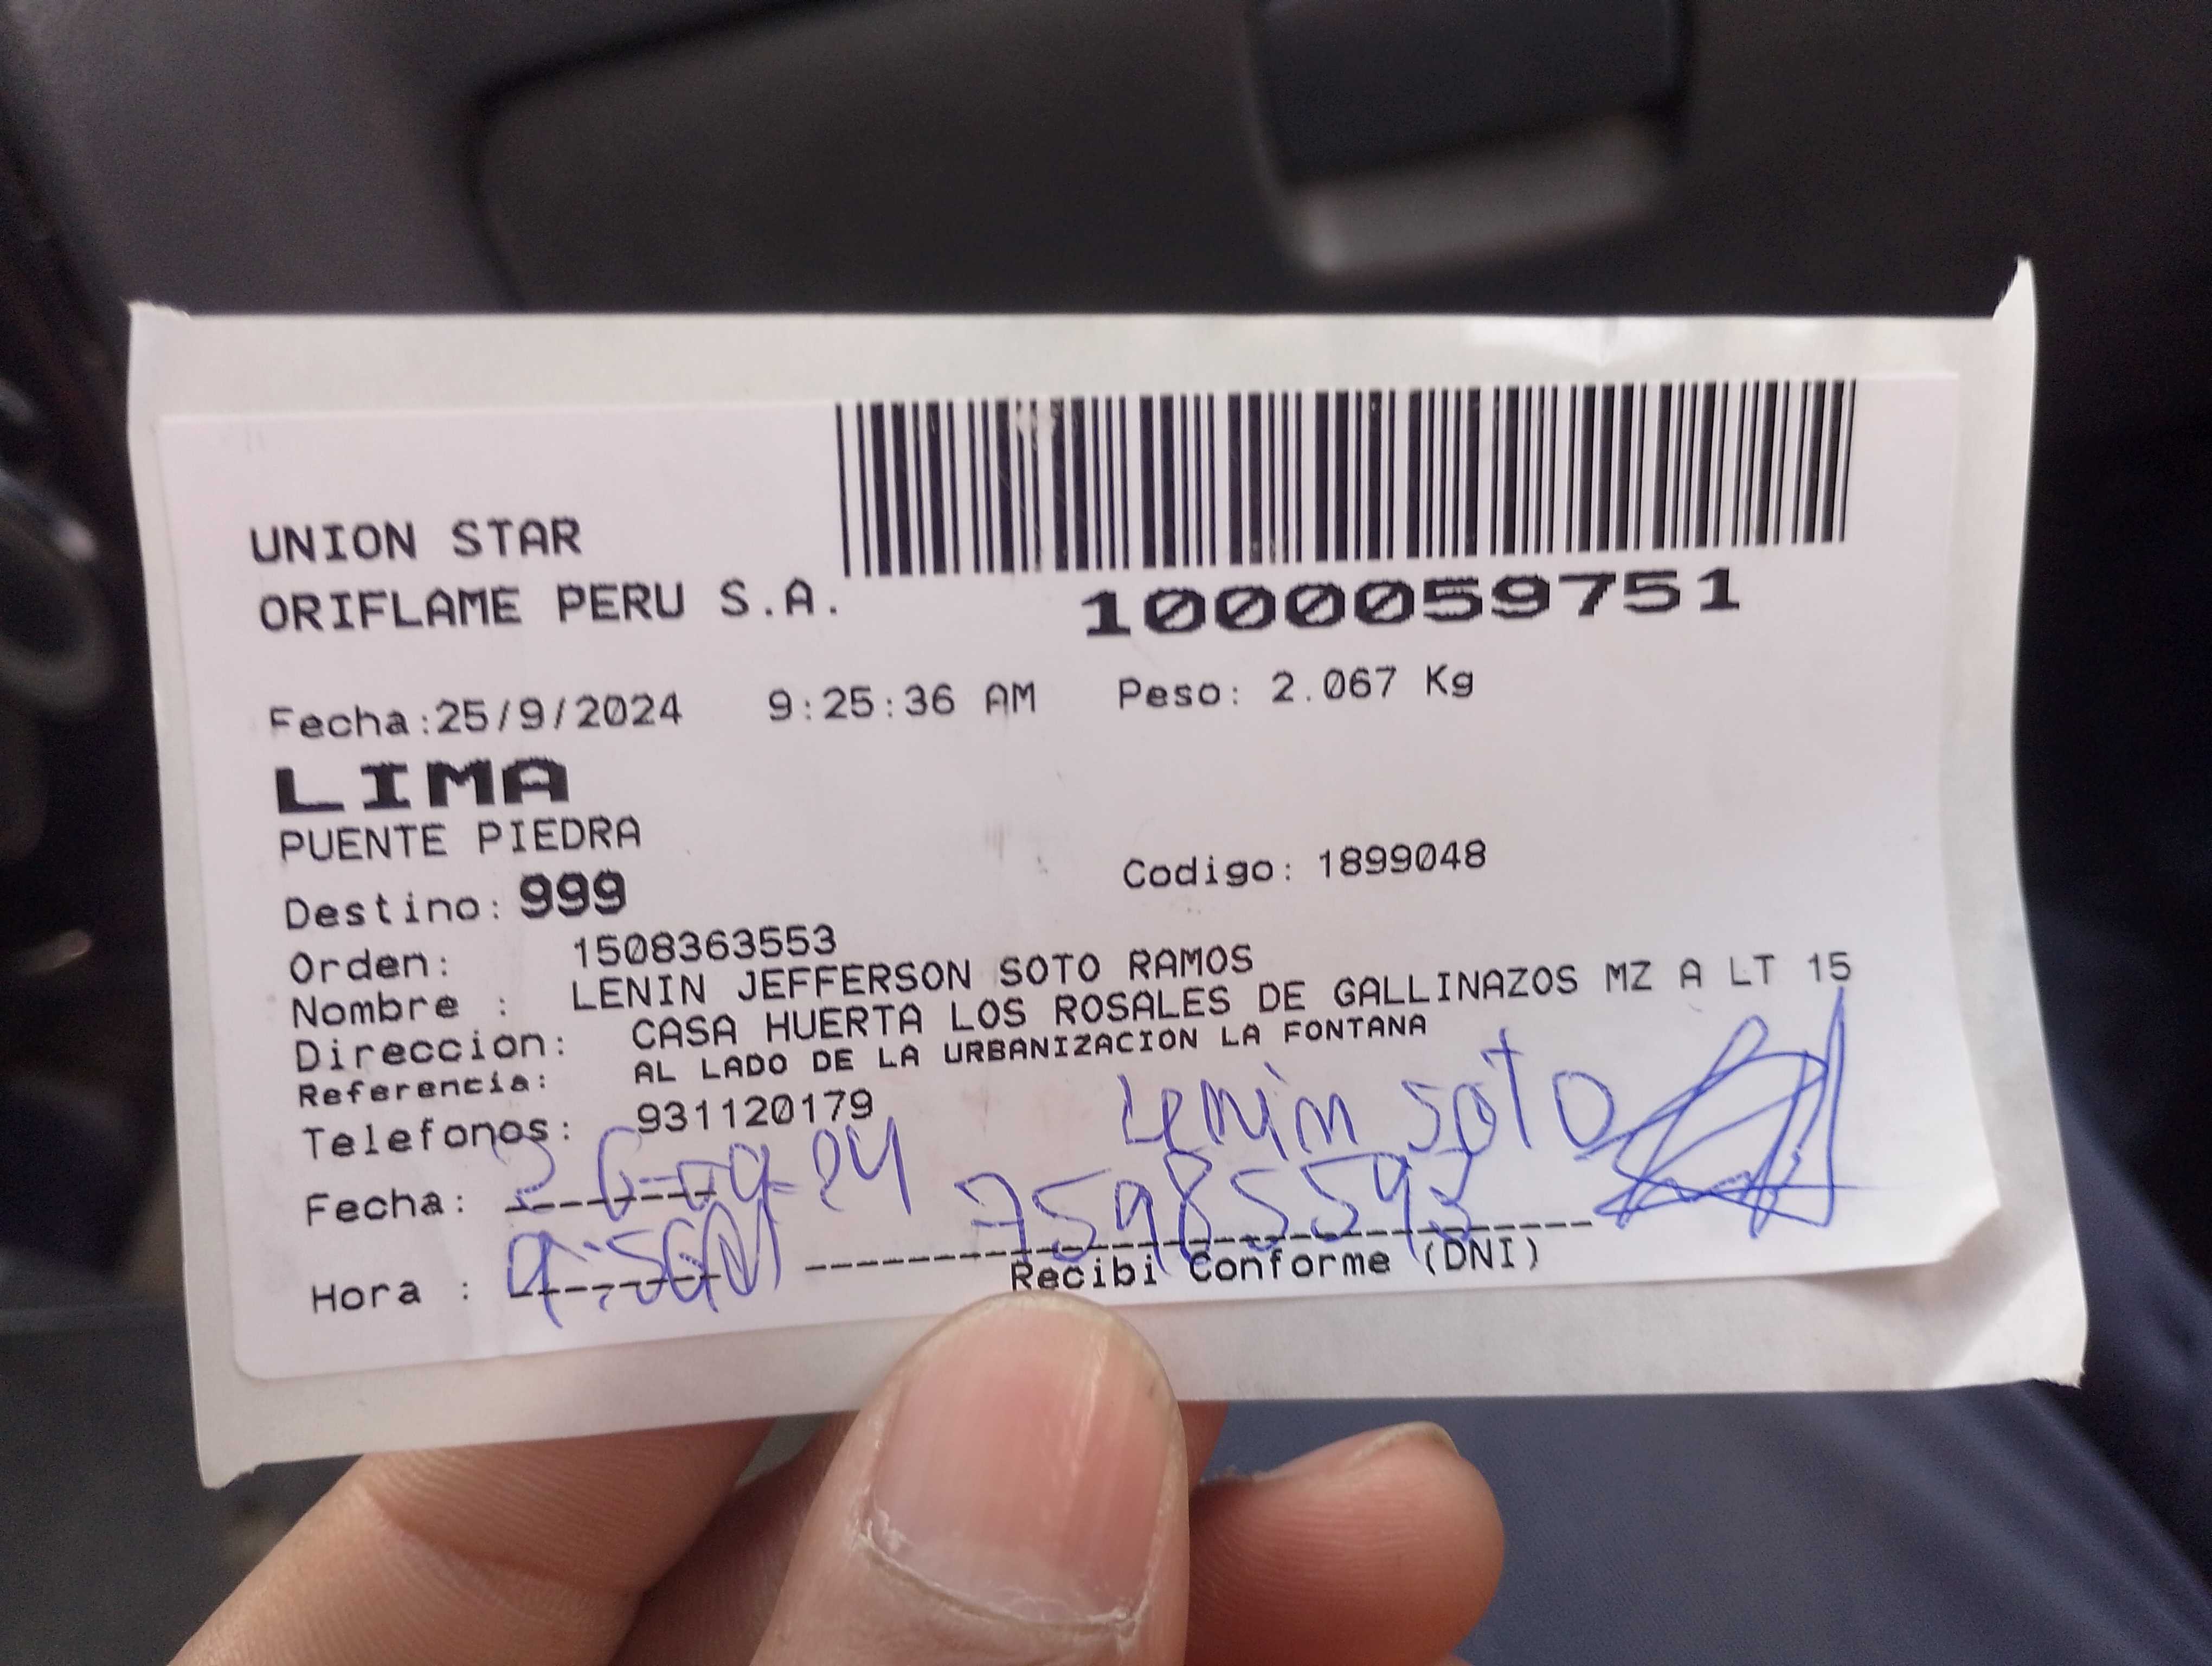 UNION STAR
ORIFLAME PERU S.A.
1000059751
Fecha:25/9/2024 9:25:36 AM Peso: 2.067 Kg
LIMA
PUENTE PIEDRA
Destino: 999 Codigo: 1899048
Orden: 1508363553
Nombre : LENIN JEFFERSON SOTO RAMOS
Direccion: CASA HUERTA LOS ROSALES DE GALLINAZOS MZ A LT 15
Referencia: AL LADO DE LA URBANIZACION LA FONTANA
Telefonos: 931120179
Lenin Soto
Fecha: 26-09-24 75985593
Hora :
Recibi Conforme (DNI)